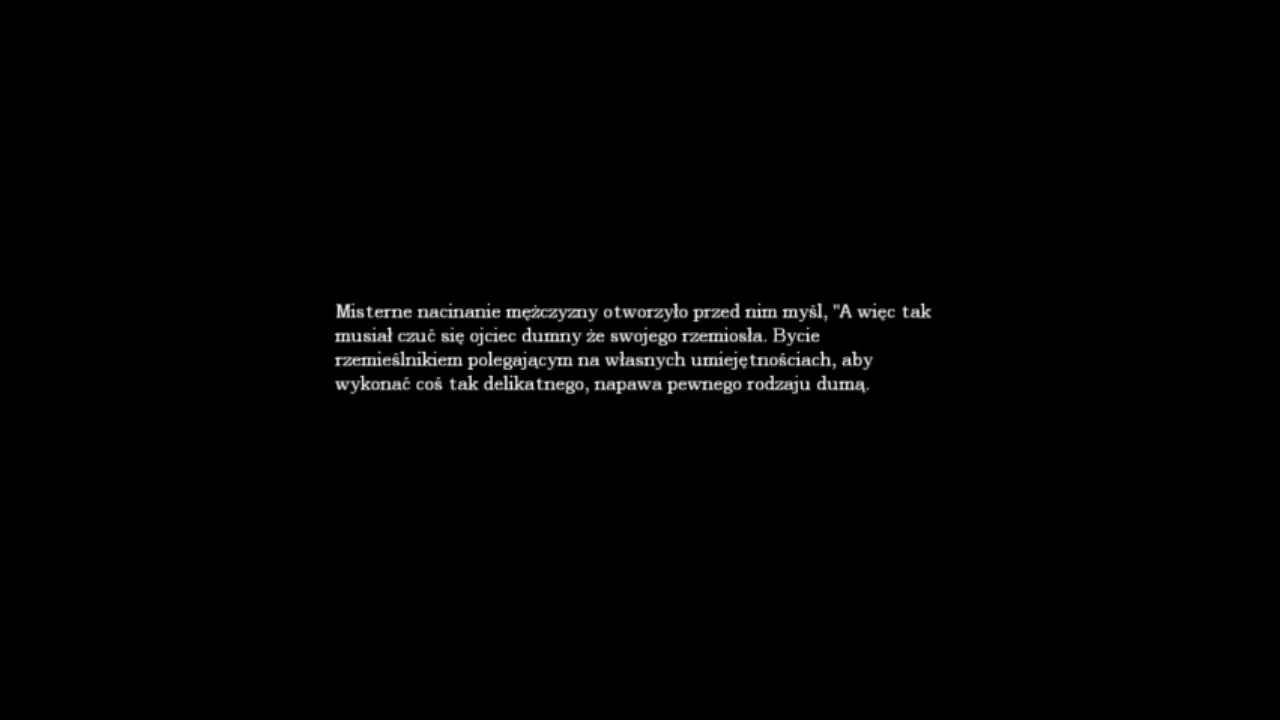 Misterne nacinanie mężczyzny otworzyło przed nim myśl, "A więc tak
musiał czuć się ojciec dumny że swojego rzemiosła. Bycie
rzemieślnikiem polegającym na własnych umiejętnościach, aby
wykonać coś tak delikatnego, napawa pewnego rodzaju dumą.